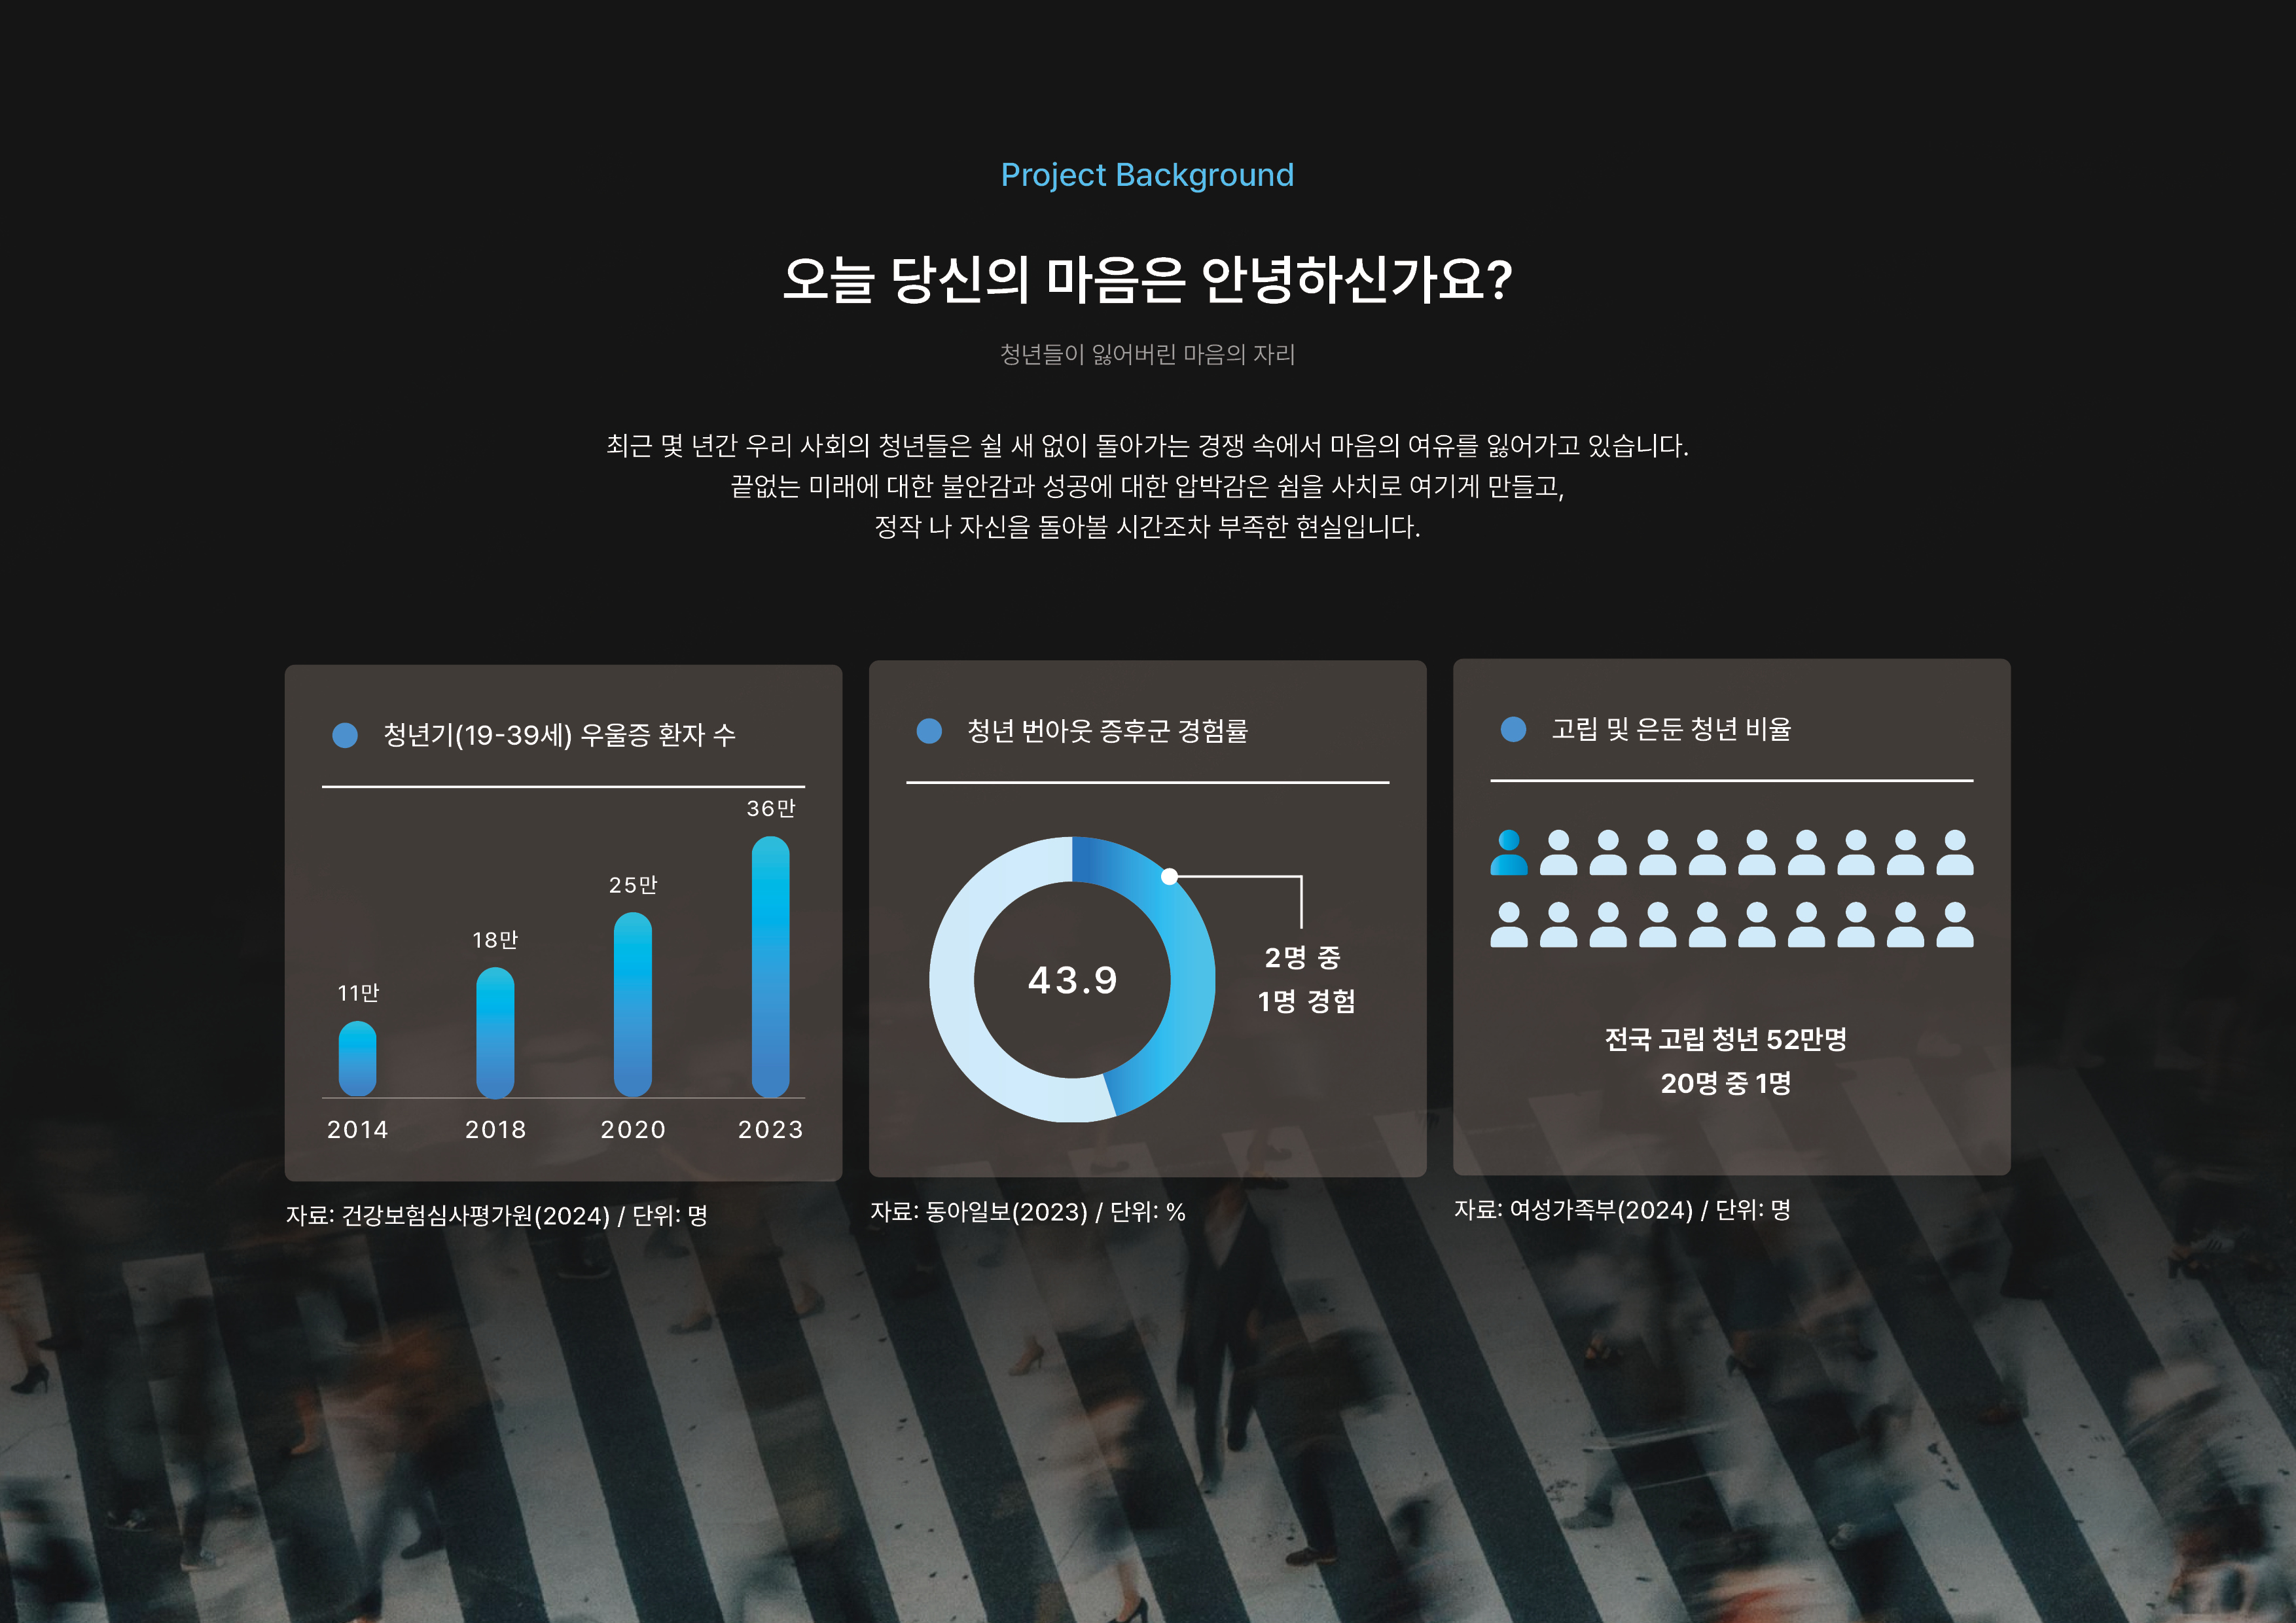 Project Background
오늘 당신의 마음은 안녕하신가요?
청년들이 잃어버린 마음의 자리
최근 몇 년간 우리 사회의 청년들은 쉴 새 없이 돌아가는 경쟁 속에서 마음의 여유를 잃어가고 있습니다.
끝없는 미래에 대한 불안감과 성공에 대한 압박감은 쉼을 사치로 여기게 만들고,
정작 나 자신을 돌아볼 시간조차 부족한 현실입니다.
청년기(19-39세) 우울증 환자 수
36만
25만
18만
11만
2014
2018
2020
2023
자료: 건강보험심사평가원(2024) / 단위: 명
청년 번아웃 증후군 경험률
43.9
2명 중
1명 경험
자료: 동아일보(2023) / 단위: %
고립 및 은둔 청년 비율
전국 고립 청년 52만명
20명 중 1명
자료: 여성가족부(2024) / 단위: 명